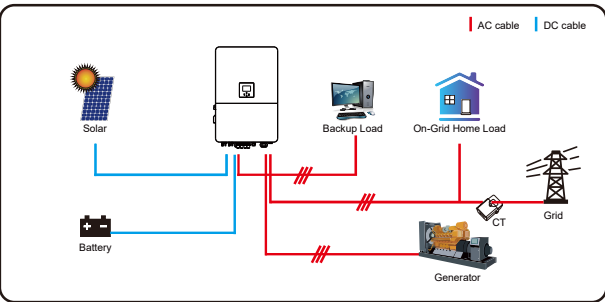 AC cable
DC cable
Solar
Backup Load
On-Grid Home Load
CT
Grid
Battery
Generator